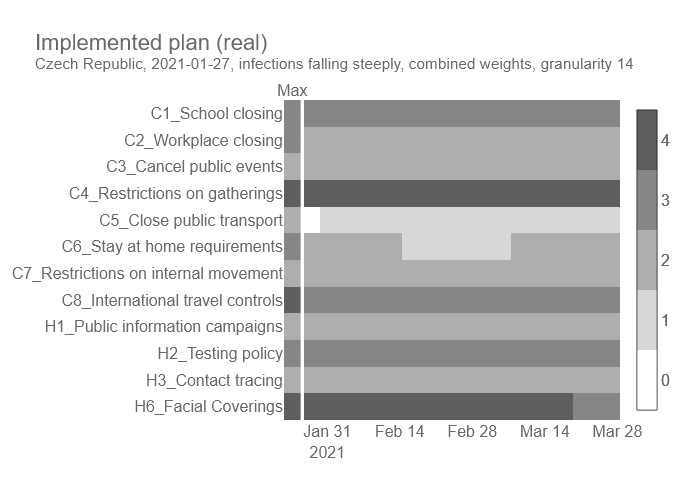 Implemented plan (real)
Czech Republic, 2021-01-27, infections falling steeply, combined weights, granularity 14
Max
C1_School closing
C2_Workplace closing
C3_Cancel public events
C4_Restrictions on gatherings
C5_Close public transport
C6_Stay at home requirements
C7_Restrictions on internal movement
C8_International travel controls
H1_Public information campaigns
H2_Testing policy
H3_Contact tracing
H6_Facial Coverings
4
3
2
1
0
Jan 31 Feb 14 Feb 28 Mar 14 Mar 28
2021